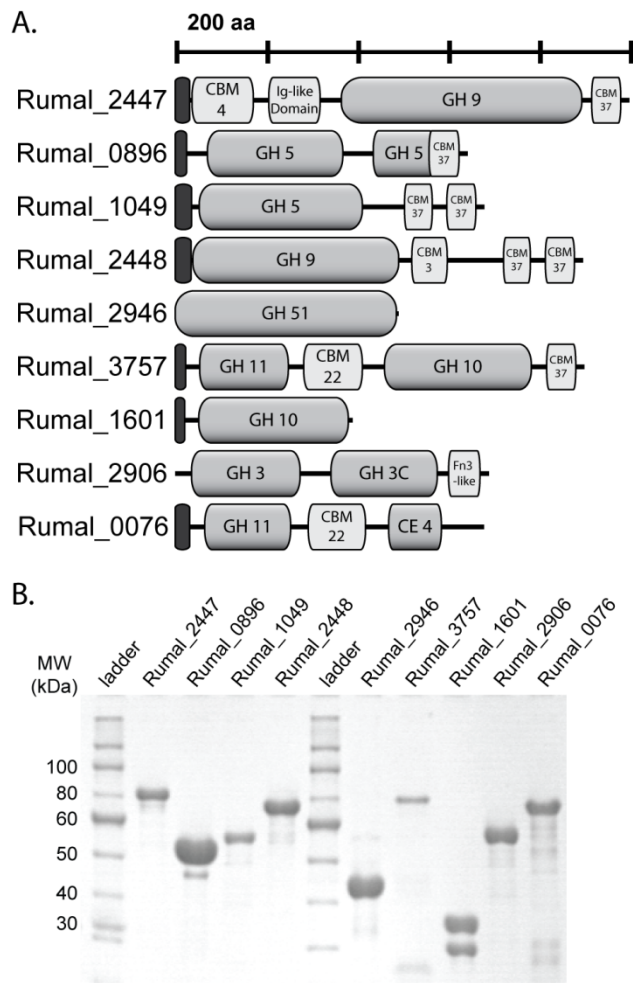 A.
200 aa
Rumal_2447
CBM
4
Ig-like
Domain
GH 9
CBM
37
Rumal_0896
GH 5
GH 5
CBM
37
Rumal_1049
GH 5
CBM
37
CBM
37
Rumal_2448
GH 9
CBM
3
CBM
37
CBM
37
Rumal_2946
GH 51
Rumal_3757
GH 11
CBM
22
GH 10
CBM
37
Rumal_1601
GH 10
Rumal_2906
GH 3
GH 3C
Fn3
-like
Rumal_0076
GH 11
CBM
22
CE 4
B.
MW
(kDa)
ladder
Rumal_2447
Rumal_0896
Rumal_1049
Rumal_2448
ladder
Rumal_2946
Rumal_3757
Rumal_1601
Rumal_2906
Rumal_0076
100
80
60
50
40
30